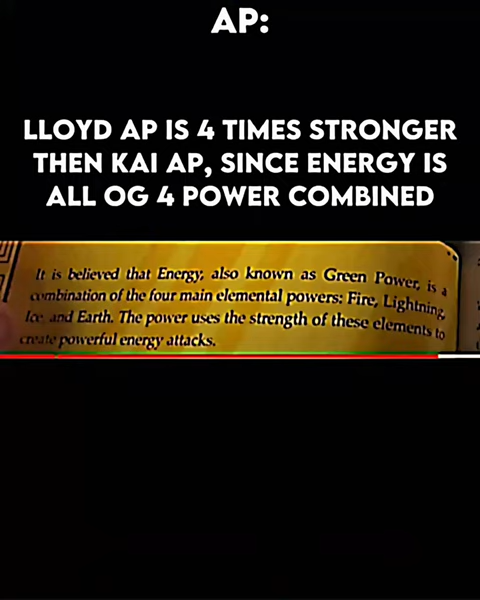 AP:
LLOYD AP IS 4 TIMES STRONGER
THEN KAI AP, SINCE ENERGY IS
ALL OG 4 POWER COMBINED
It is believed that Energy, also known as Green Power, is a
combination of the four main elemental powers: Fire, Lightning,
Ice and Earth. The power uses the strength of these elements to
create powerful energy attacks.